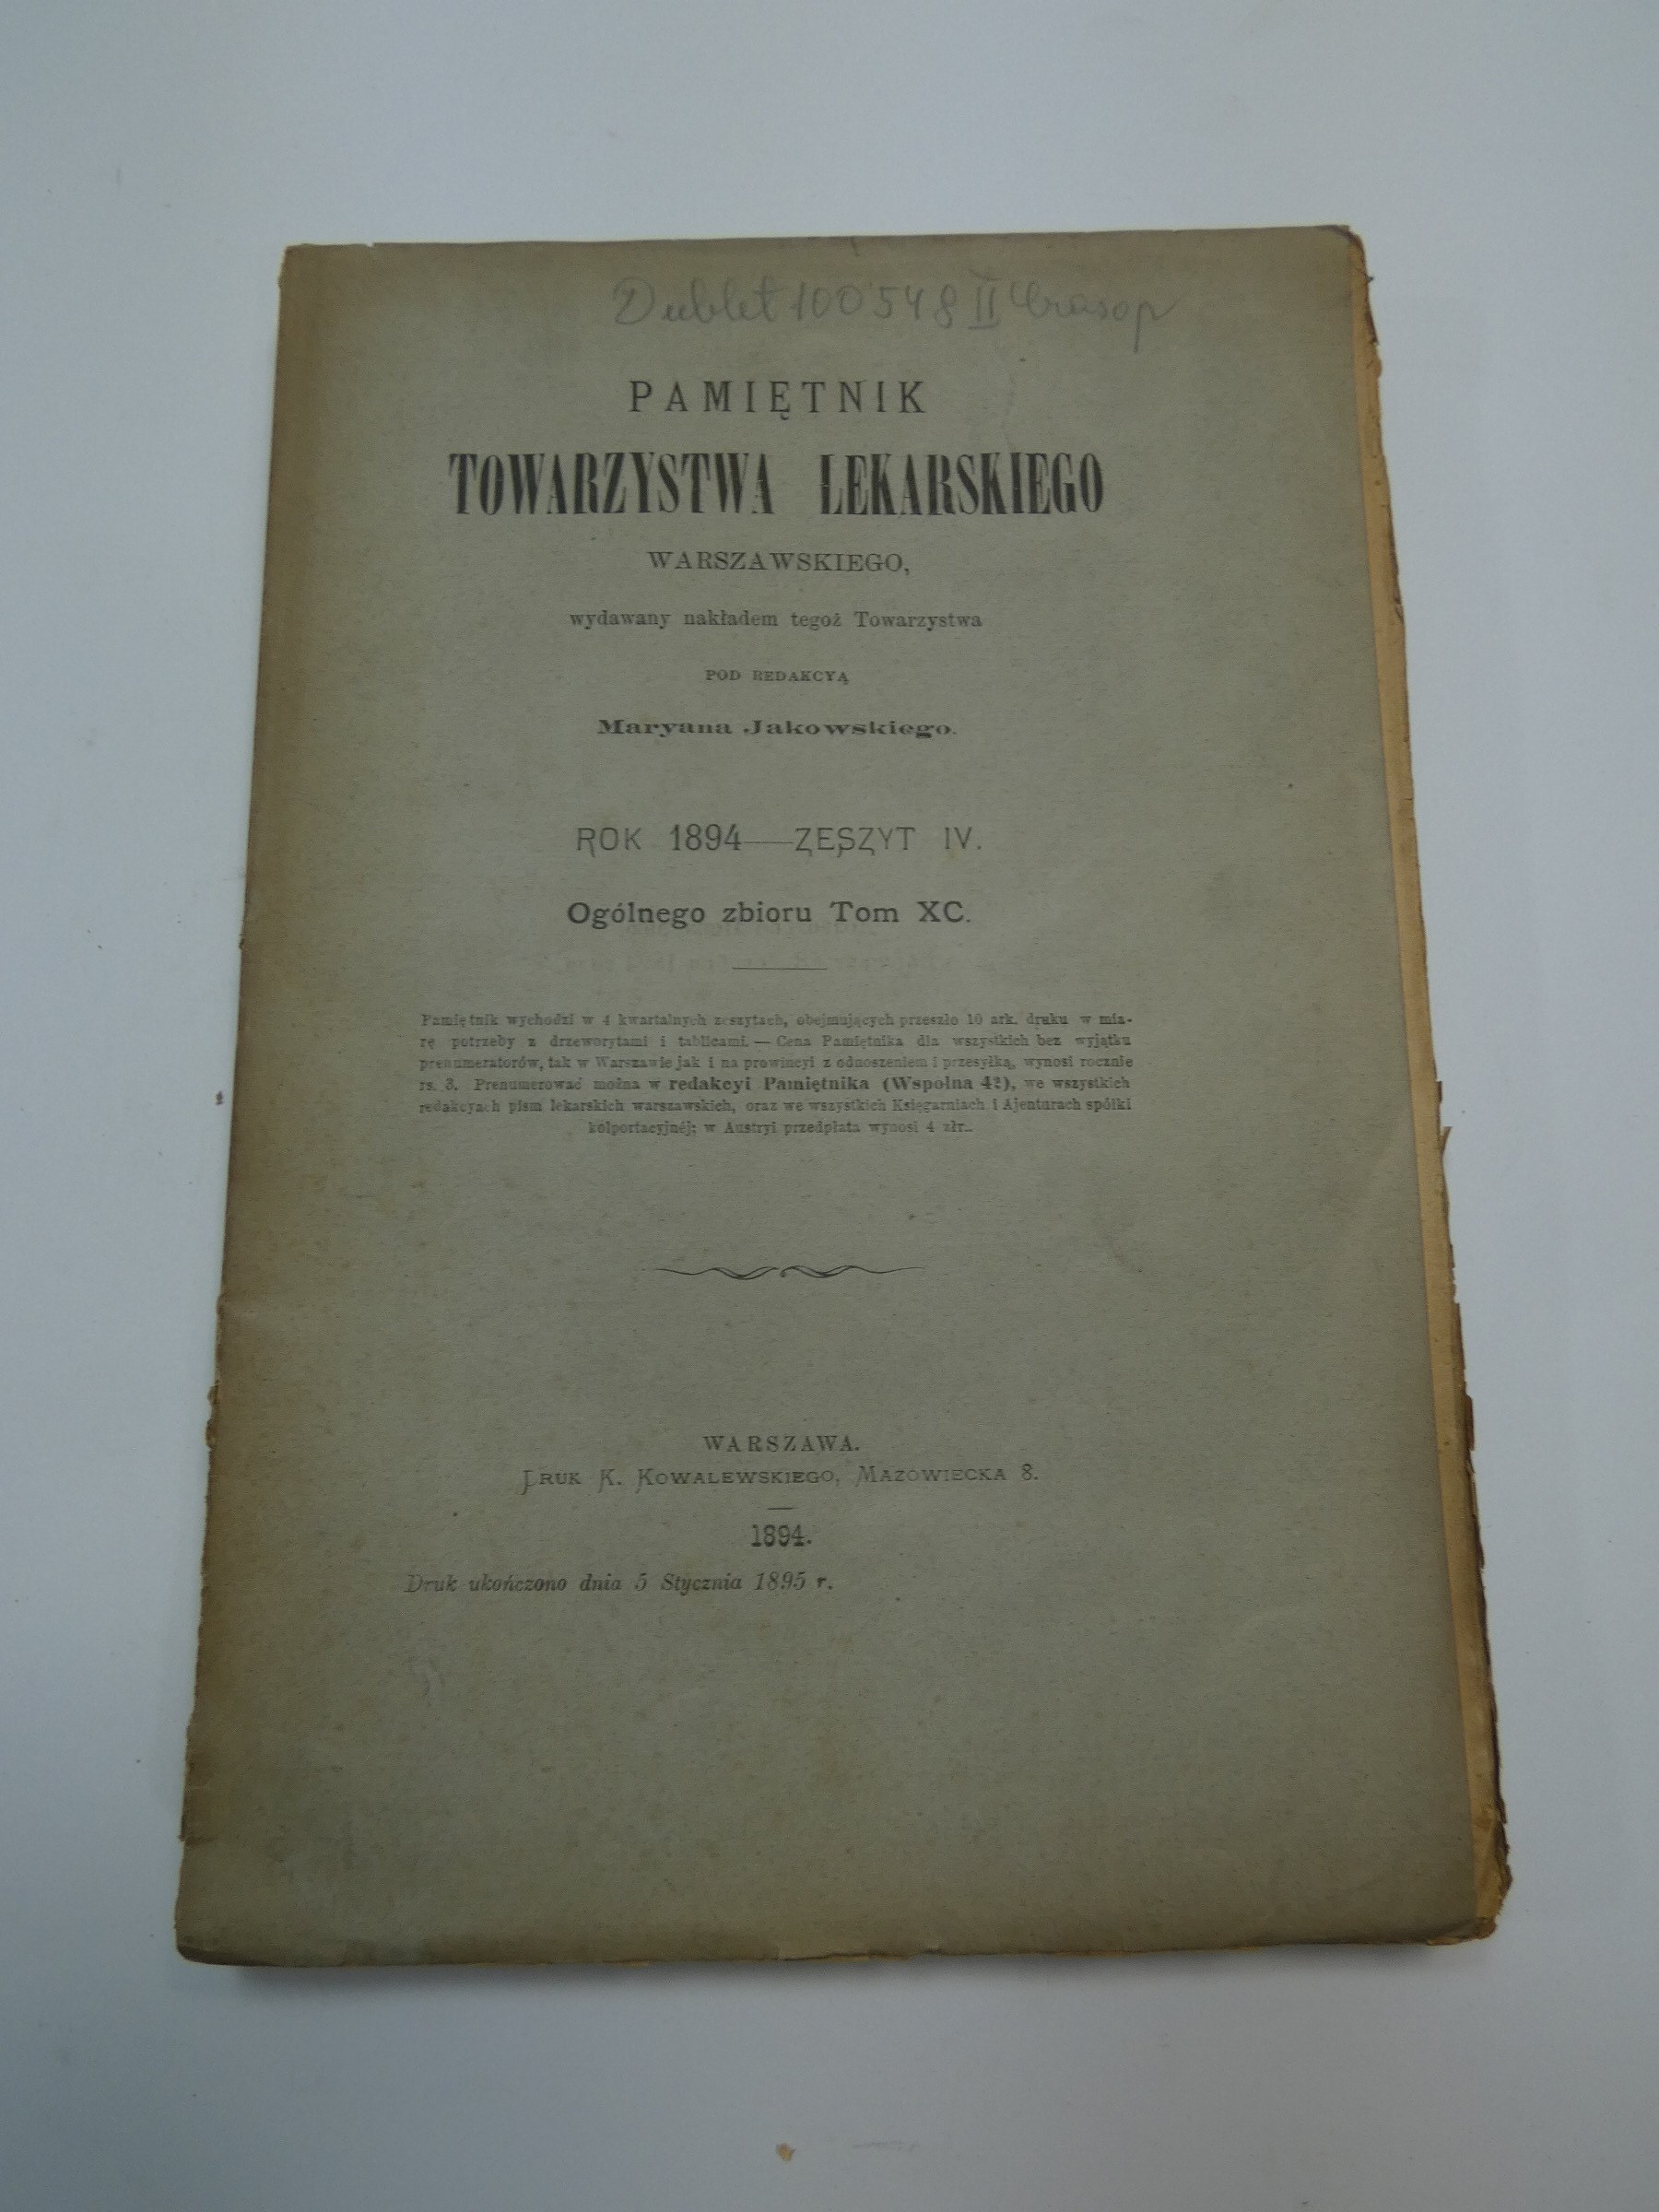 Dublet 100548 II Czasop
PAMIĘTNIK
TOWARZYSTWA LEKARSKIEGO
WARSZAWSKIEGO,
wydawany nakładem tegoż Towarzystwa
POD REDAKCYĄ
Maryana Jakowskiego.
ROK 1894—ZESZYT IV.
Ogólnego zbioru Tom XC.
Pamiętnik wychodzi w 4 kwartalnych zeszytach, obejmujących przeszło 10 ark. druku w mia-
rę potrzeby z drzeworytami i tablicami. — Cena Pamiętnika dla wszystkich bez wyjątku
prenumeratorów, tak w Warszawie jak i na prowincyi z odnoszeniem i przesyłką, wynosi rocznie
rs. 3. Prenumerować można w redakcyi Pamiętnika (Wspólna 42), we wszystkich
redakcyach pism lekarskich warszawskich, oraz we wszystkich Księgarniach i Ajenturach spółki
kolportacyjnéj; w Austryi przedpłata wynosi 4 złr..
WARSZAWA.
DRUK K. KOWALEWSKIEGO, MAZOWIECKA 8.
1894.
Druk ukończono dnia 5 Stycznia 1895 r.